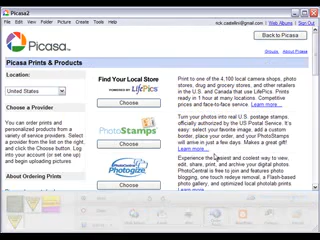 Picasa2
File Edit View Folder Picture Create Tools Help
rick.castellini@gmail.com | Web Albums | Sign Out
Picasa
Back to Picasa
Groups About Picasa
Picasa Prints & Products
Location:
United States
Choose a Provider
You can order prints and
personalized products from a
variety of service providers. Select
a provider from the list on the right,
and click the Choose button. Log
into your account (or set one up)
and begin uploading pictures
About Ordering Prints
Find Your Local Store
POWERED BY LifePics
Choose
PhotoStamps
Choose
PhotoCentral
Photogize
Choose
Print to one of the 4,100 local camera shops, photo
stores, drug and grocery stores, and other retailers
in the U.S. and Canada that use LifePics. Prints
ready in 1 hour at many locations. Competitive
prices and face-to-face service.
Learn more...
Turn your photos into real U.S. postage stamps,
officially authorized by the US Postal Service. It's
easy: select your favorite image, add a custom
border, place your order, and your PhotoStamps
will arrive in just a few days. Makes a great gift!
Learn more...
Experience the easiest and coolest way to view,
edit, share, print, and archive your digital photos.
PhotoCentral is free to join and features photo
blogging, one touch redeye removal, a Flash-based
photo gallery, and optimized local photolab prints